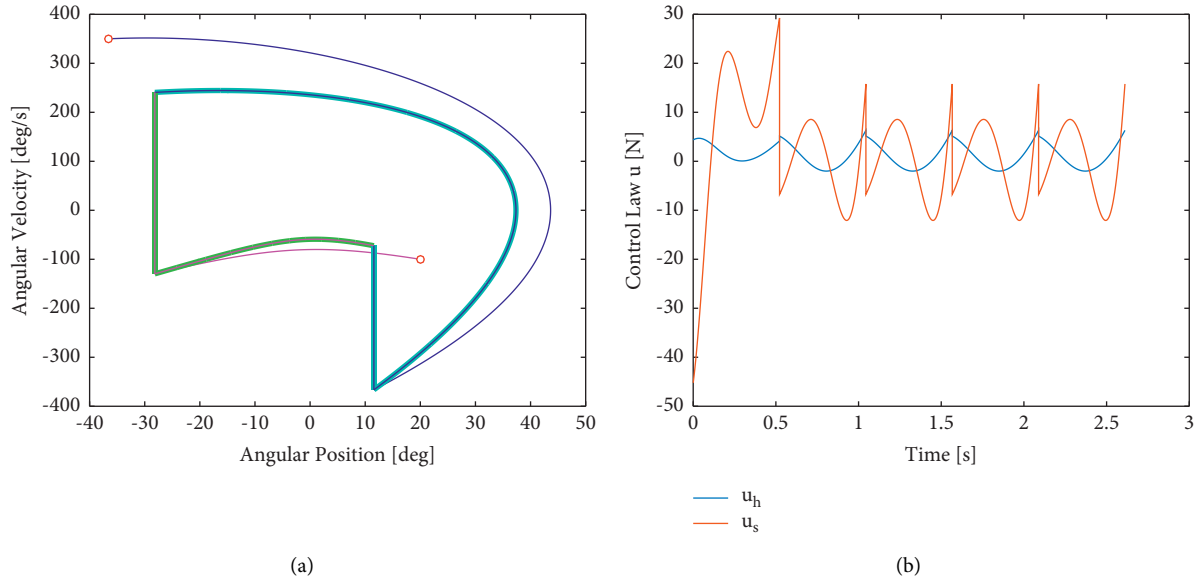 400
300
200
100
0
-100
-200
-300
-400
Angular Velocity [deg/s]
-40 -30 -20 -10 0 10 20 30 40 50
Angular Position [deg]
(a)
30
20
10
0
-10
-20
-30
-40
-50
Control Law u [N]
0 0.5 1 1.5 2 2.5 3
Time [s]
u_h
u_s
(b)